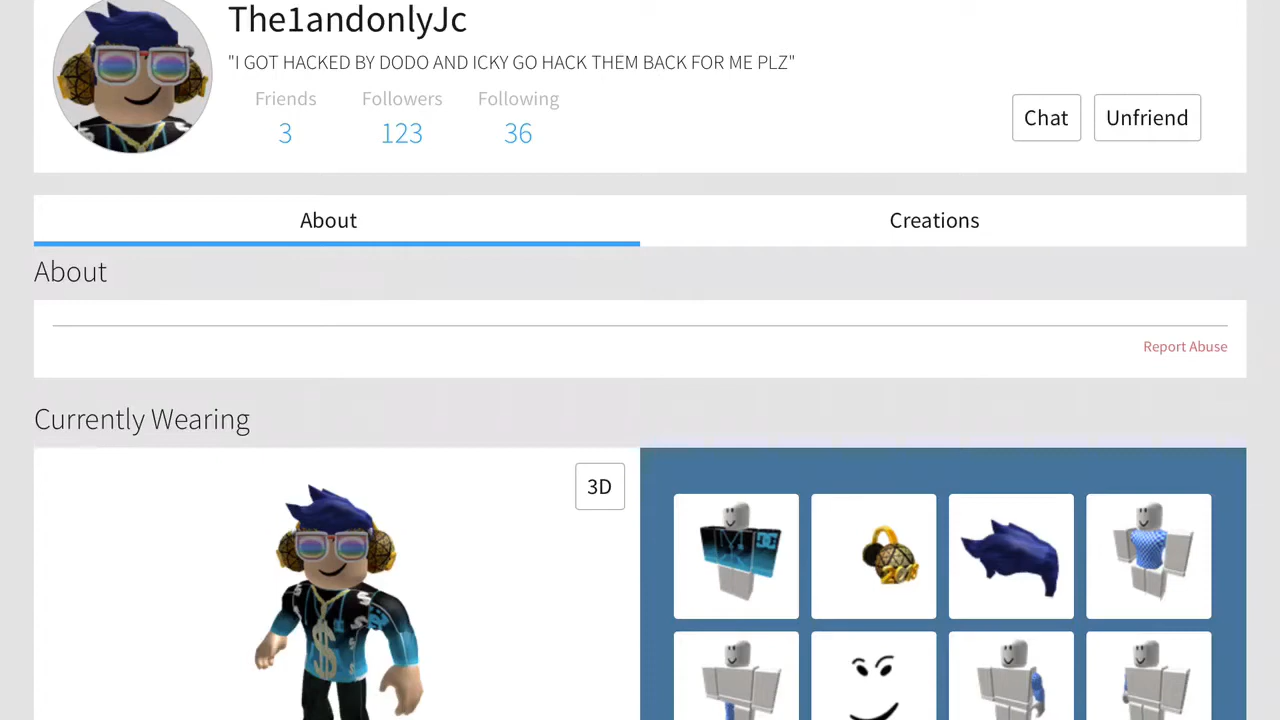 The1andonlyJc
"I GOT HACKED BY DODO AND ICKY GO HACK THEM BACK FOR ME PLZ"
Friends Followers Following
3 123 36
Chat Unfriend
About Creations
About
Report Abuse
Currently Wearing
3D